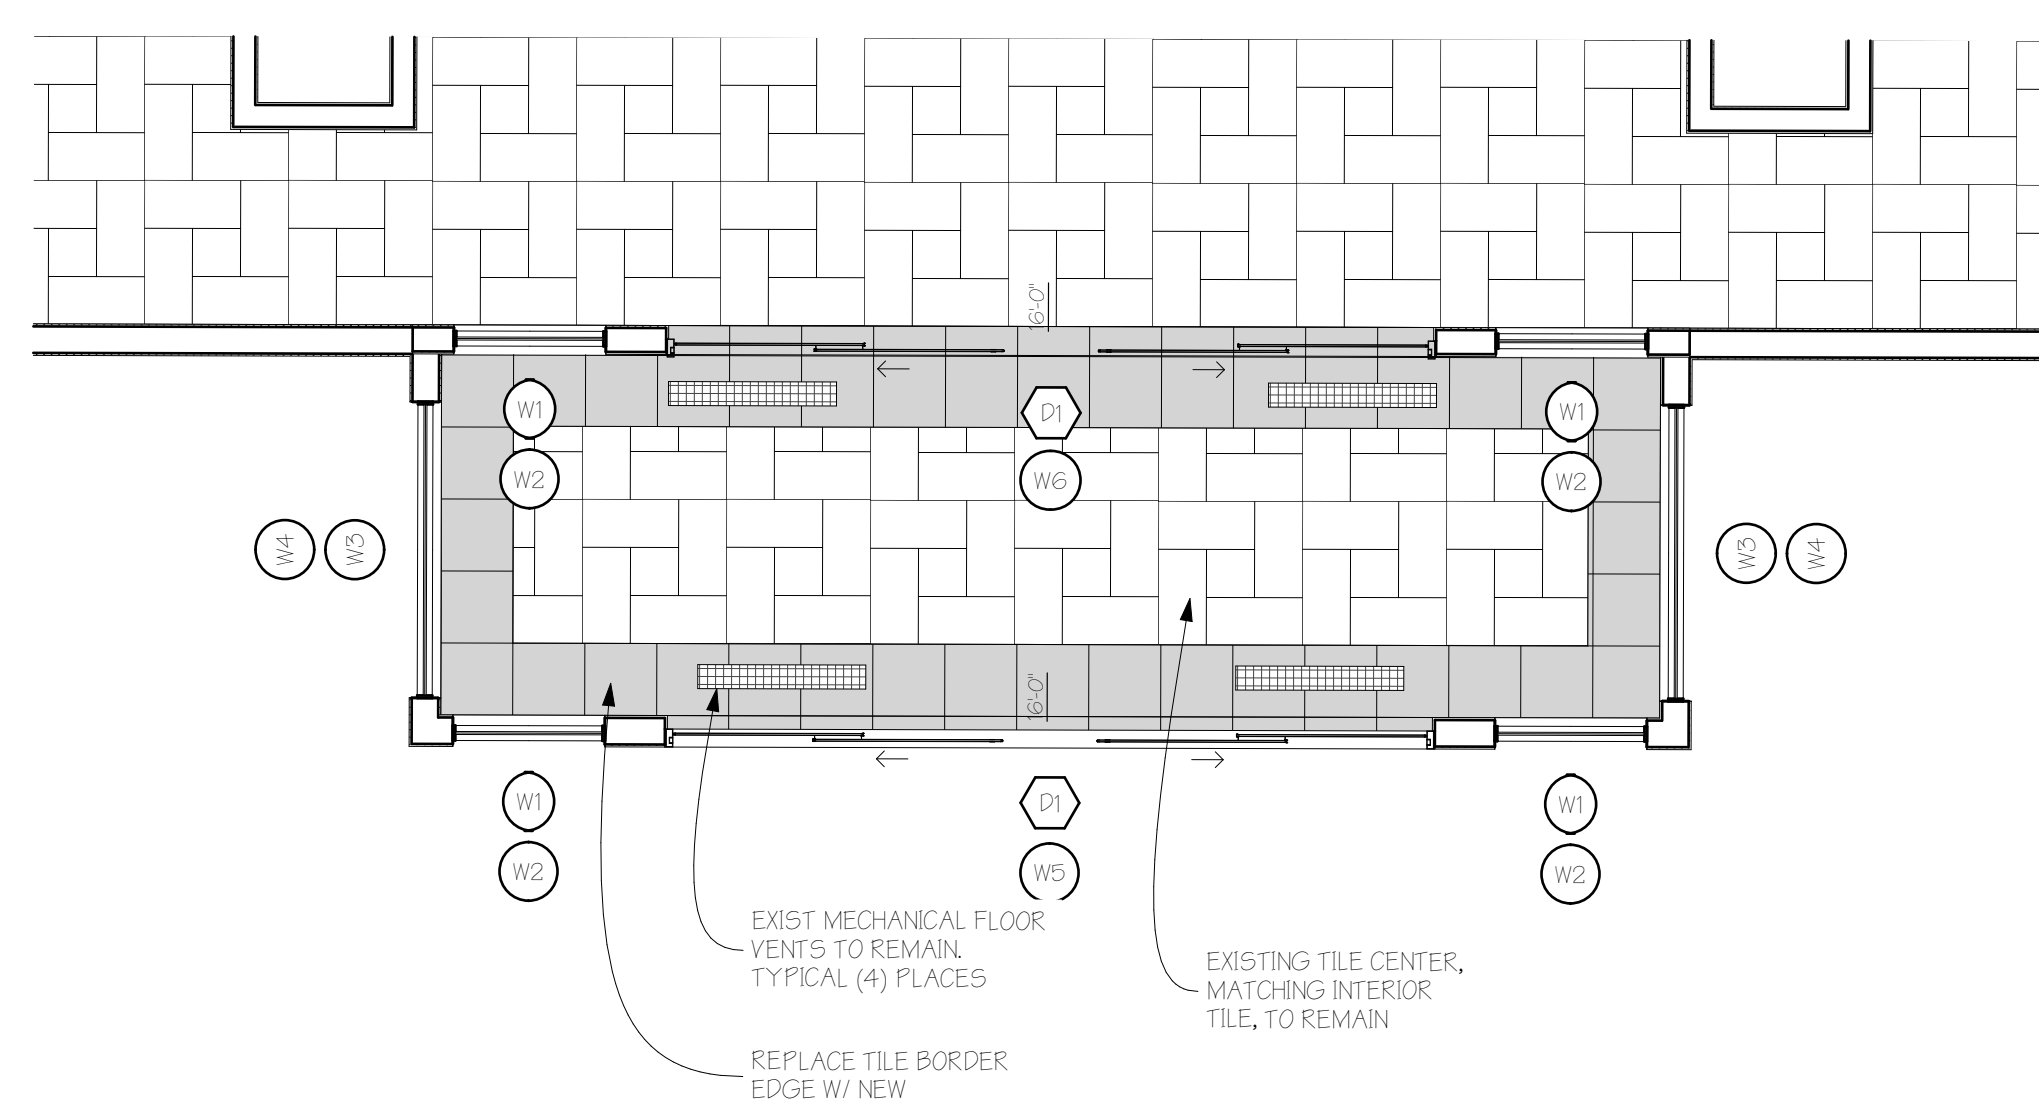 16'-0"
W1
D1
W1
W2
W6
W2
W4
W3
W3
W4
16'-0"
W1
D1
W1
W2
W5
W2
EXIST MECHANICAL FLOOR
VENTS TO REMAIN.
TYPICAL (4) PLACES
EXISTING TILE CENTER,
MATCHING INTERIOR
TILE, TO REMAIN
REPLACE TILE BORDER
EDGE W/ NEW